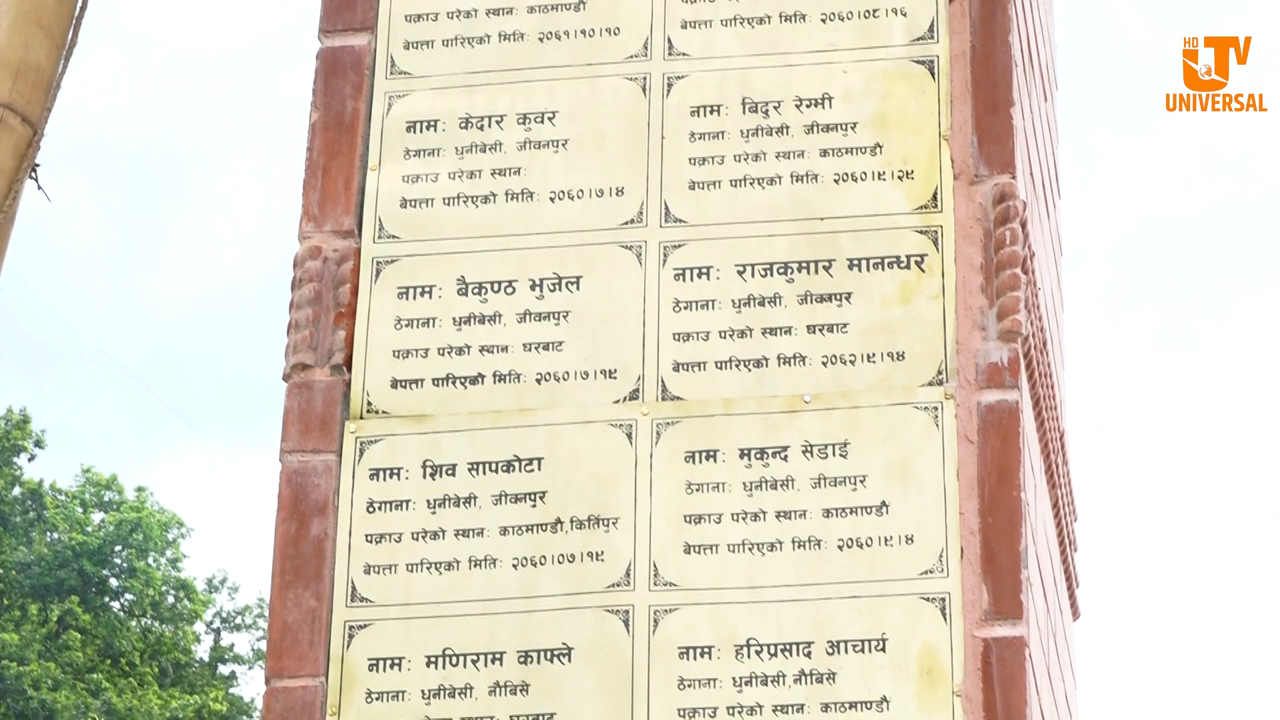 पक्राउ परेको स्थान: काठमाण्डौ
बेपत्ता पारिएको मिति: २०६१।१०।१०
बेपत्ता पारिएको मिति: २०६०।०८।१६
नाम: केदार कुवंर
ठेगाना: धुनीबेसी, जीवनपुर
पक्राउ परेका स्थान:
बेपत्ता पारिएको मिति: २०६०।७।४
नाम: बिदुर रेग्मी
ठेगाना: धुनीबेसी, जीवनपुर
पक्राउ परेको स्थान: काठमाण्डौ
बेपत्ता पारिएको मिति: २०६०।९।२९
नाम: बैकुण्ठ भुजेल
ठेगाना: धुनीबेसी, जीवनपुर
पक्राउ परेको स्थान: घरबाट
बेपत्ता पारिएको मिति: २०६०।७।१९
नाम: राजकुमार मानन्धर
ठेगाना: धुनीबेसी, जीवनपुर
पक्राउ परेको स्थान: घरबाट
बेपत्ता पारिएको मिति: २०६२।९।१४
नाम: शिव सापकोटा
ठेगाना: धुनीबेसी, जीवनपुर
पक्राउ परेको स्थान: काठमाण्डौ,किर्तिपुर
बेपत्ता पारिएको मिति: २०६०।०७।१९
नाम: मुकुन्द सेडाई
ठेगाना: धुनीबेसी, जीवनपुर
पक्राउ परेको स्थान: काठमाण्डौ
बेपत्ता पारिएको मिति: २०६०।९।४
नाम: मणिराम काफ्ले
ठेगाना: धुनीबेसी, नौबिसे
नाम: हरिप्रसाद आचार्य
ठेगाना: धुनीबेसी,नौबिसे
पक्राउ परेको स्थान: काठमाण्डौ
HD UTV
UNIVERSAL